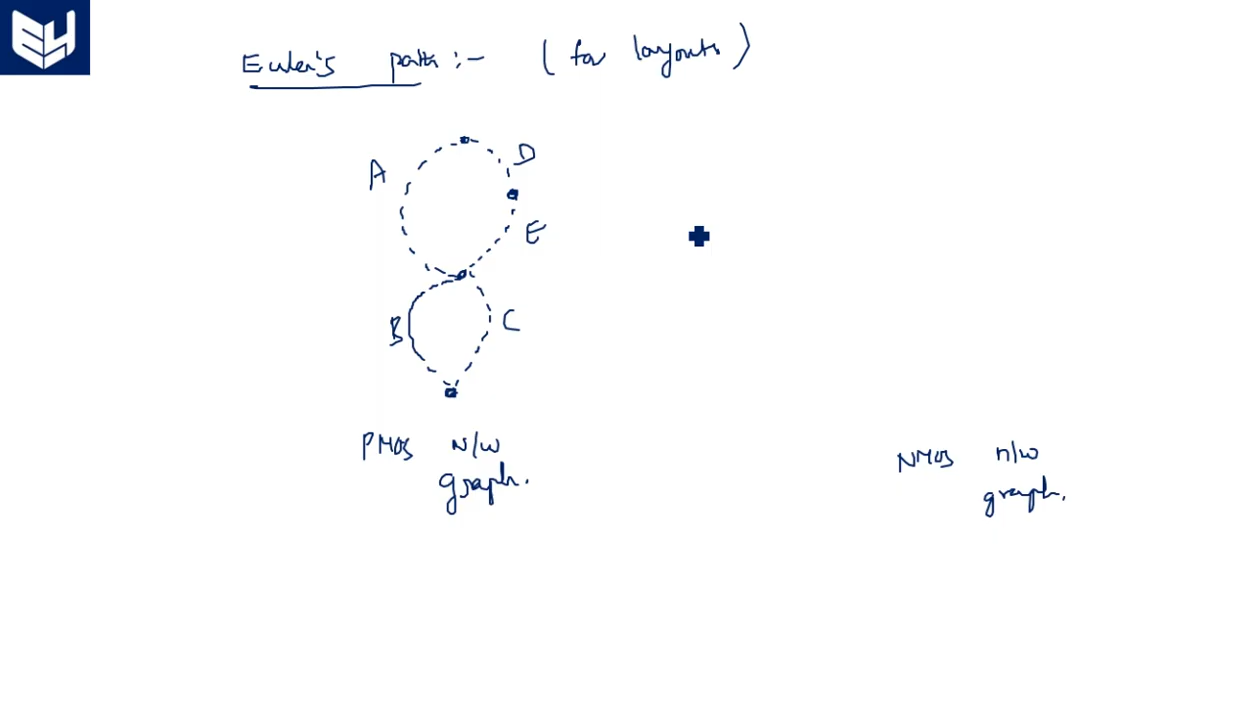 Euler's path :- (for layouts)
A
D
E
B
C
PMOS N/W
graph.
NMOS n/w
graph.